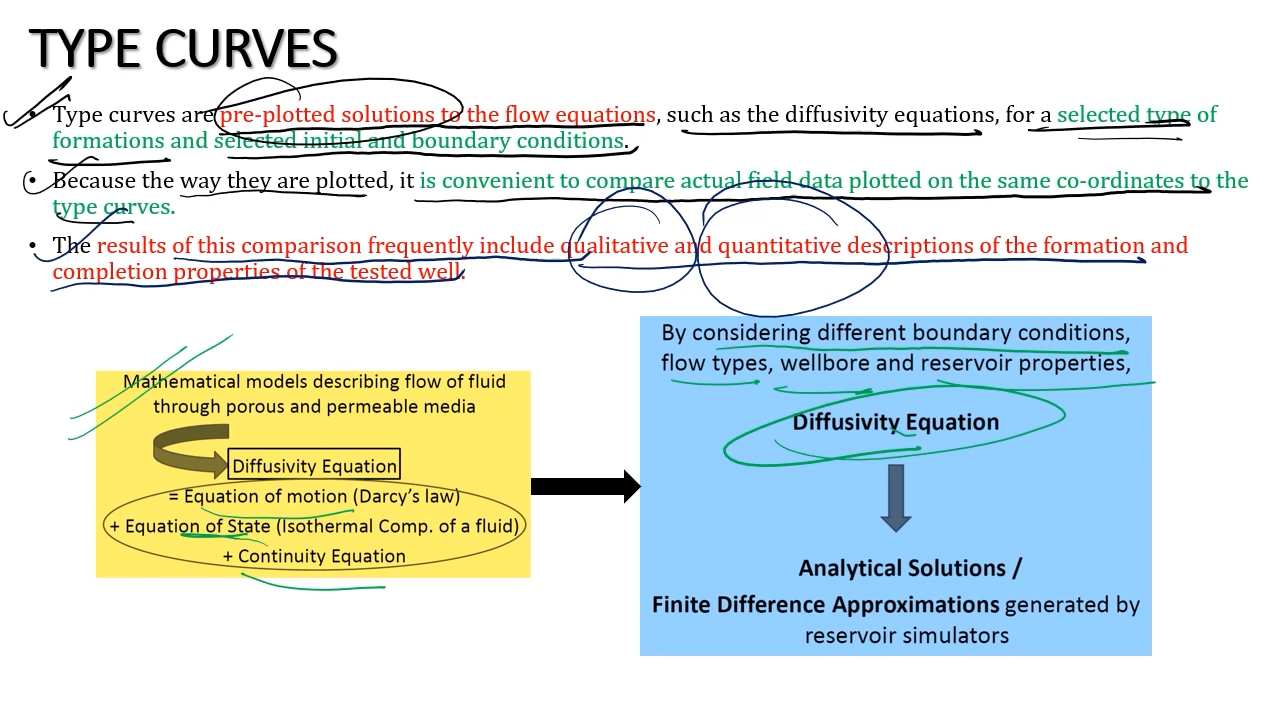 TYPE CURVES
• Type curves are pre-plotted solutions to the flow equations, such as the diffusivity equations, for a selected type of
formations and selected initial and boundary conditions.
• Because the way they are plotted, it is convenient to compare actual field data plotted on the same co-ordinates to the
type curves.
• The results of this comparison frequently include qualitative and quantitative descriptions of the formation and
completion properties of the tested well.
Mathematical models describing flow of fluid
through porous and permeable media
Diffusivity Equation
= Equation of motion (Darcy's law)
+ Equation of State (Isothermal Comp. of a fluid)
+ Continuity Equation
By considering different boundary conditions,
flow types, wellbore and reservoir properties,
Diffusivity Equation
Analytical Solutions /
Finite Difference Approximations generated by
reservoir simulators